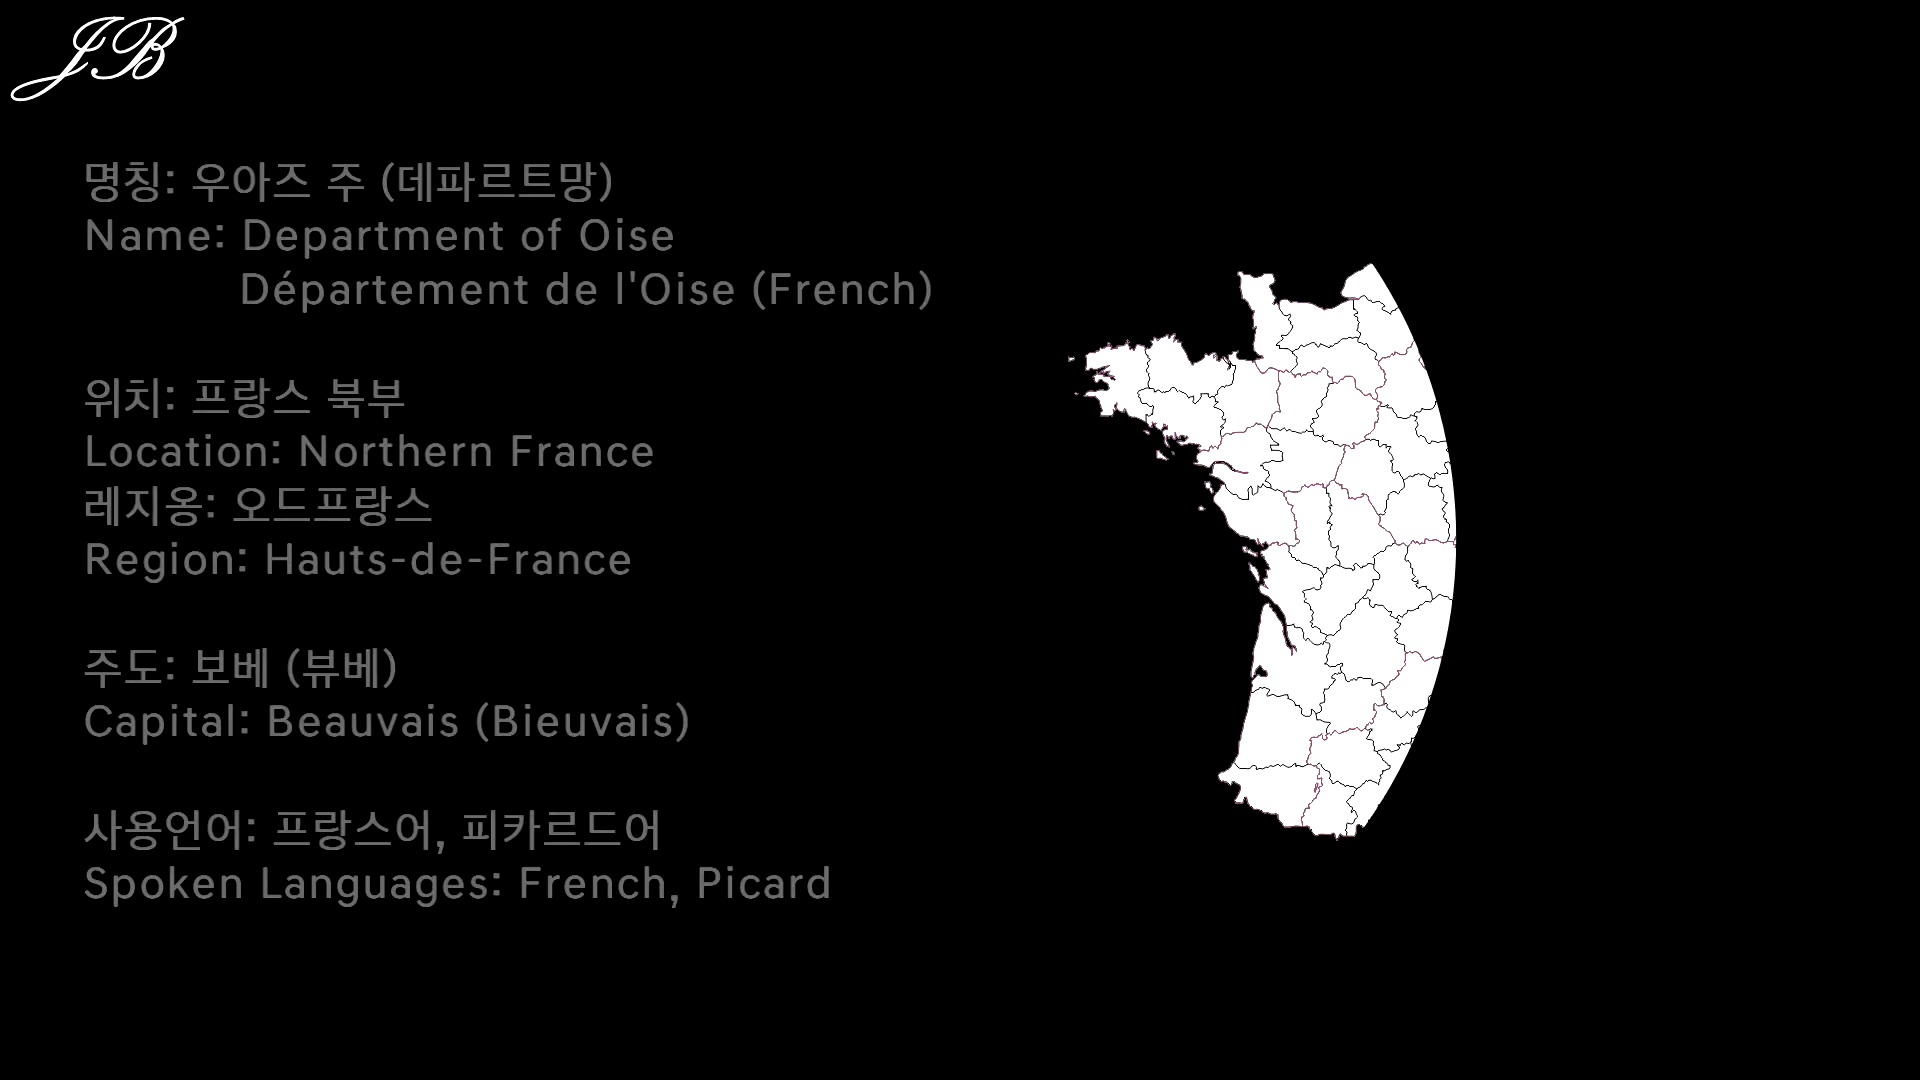 JB
명칭: 우아즈 주 (데파르트망)
Name: Department of Oise
Département de l'Oise (French)
위치: 프랑스 북부
Location: Northern France
레지옹: 오드프랑스
Region: Hauts-de-France
주도: 보베 (뷰베)
Capital: Beauvais (Bieuvais)
사용언어: 프랑스어, 피카르드어
Spoken Languages: French, Picard